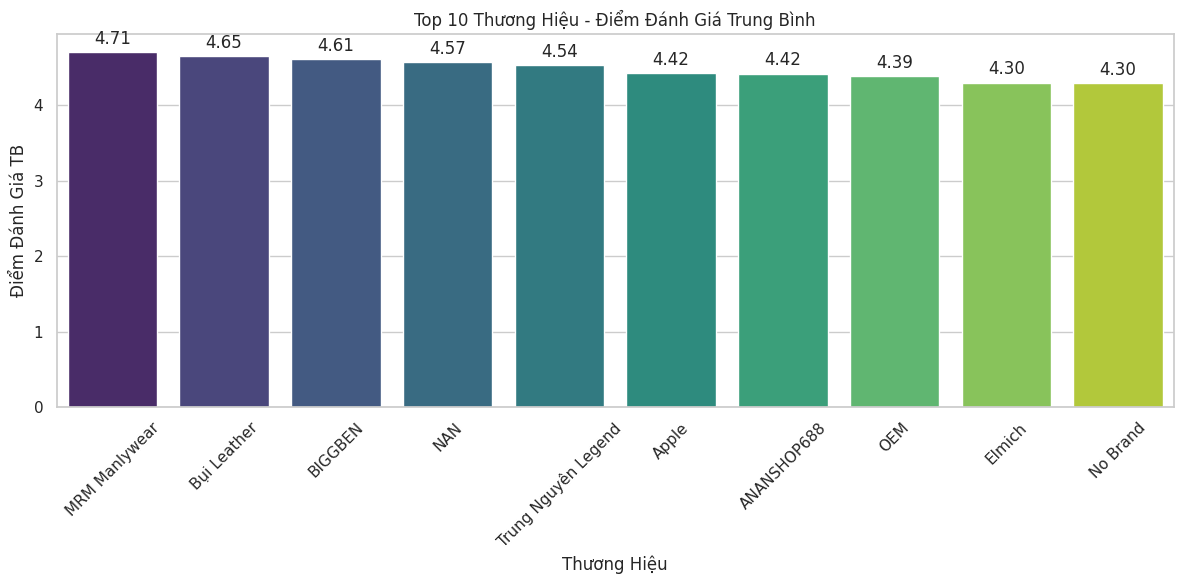 Top 10 Thương Hiệu - Điểm Đánh Giá Trung Bình
4.71
4.65
4.61
4.57
4.54
4.42
4.42
4.39
4.30
4.30
Điểm Đánh Giá TB
4
3
2
1
0
MRM Manlywear
Bụi Leather
BIGGBEN
NAN
Trung Nguyên Legend
Apple
ANANSHOP688
OEM
Elmich
No Brand
Thương Hiệu